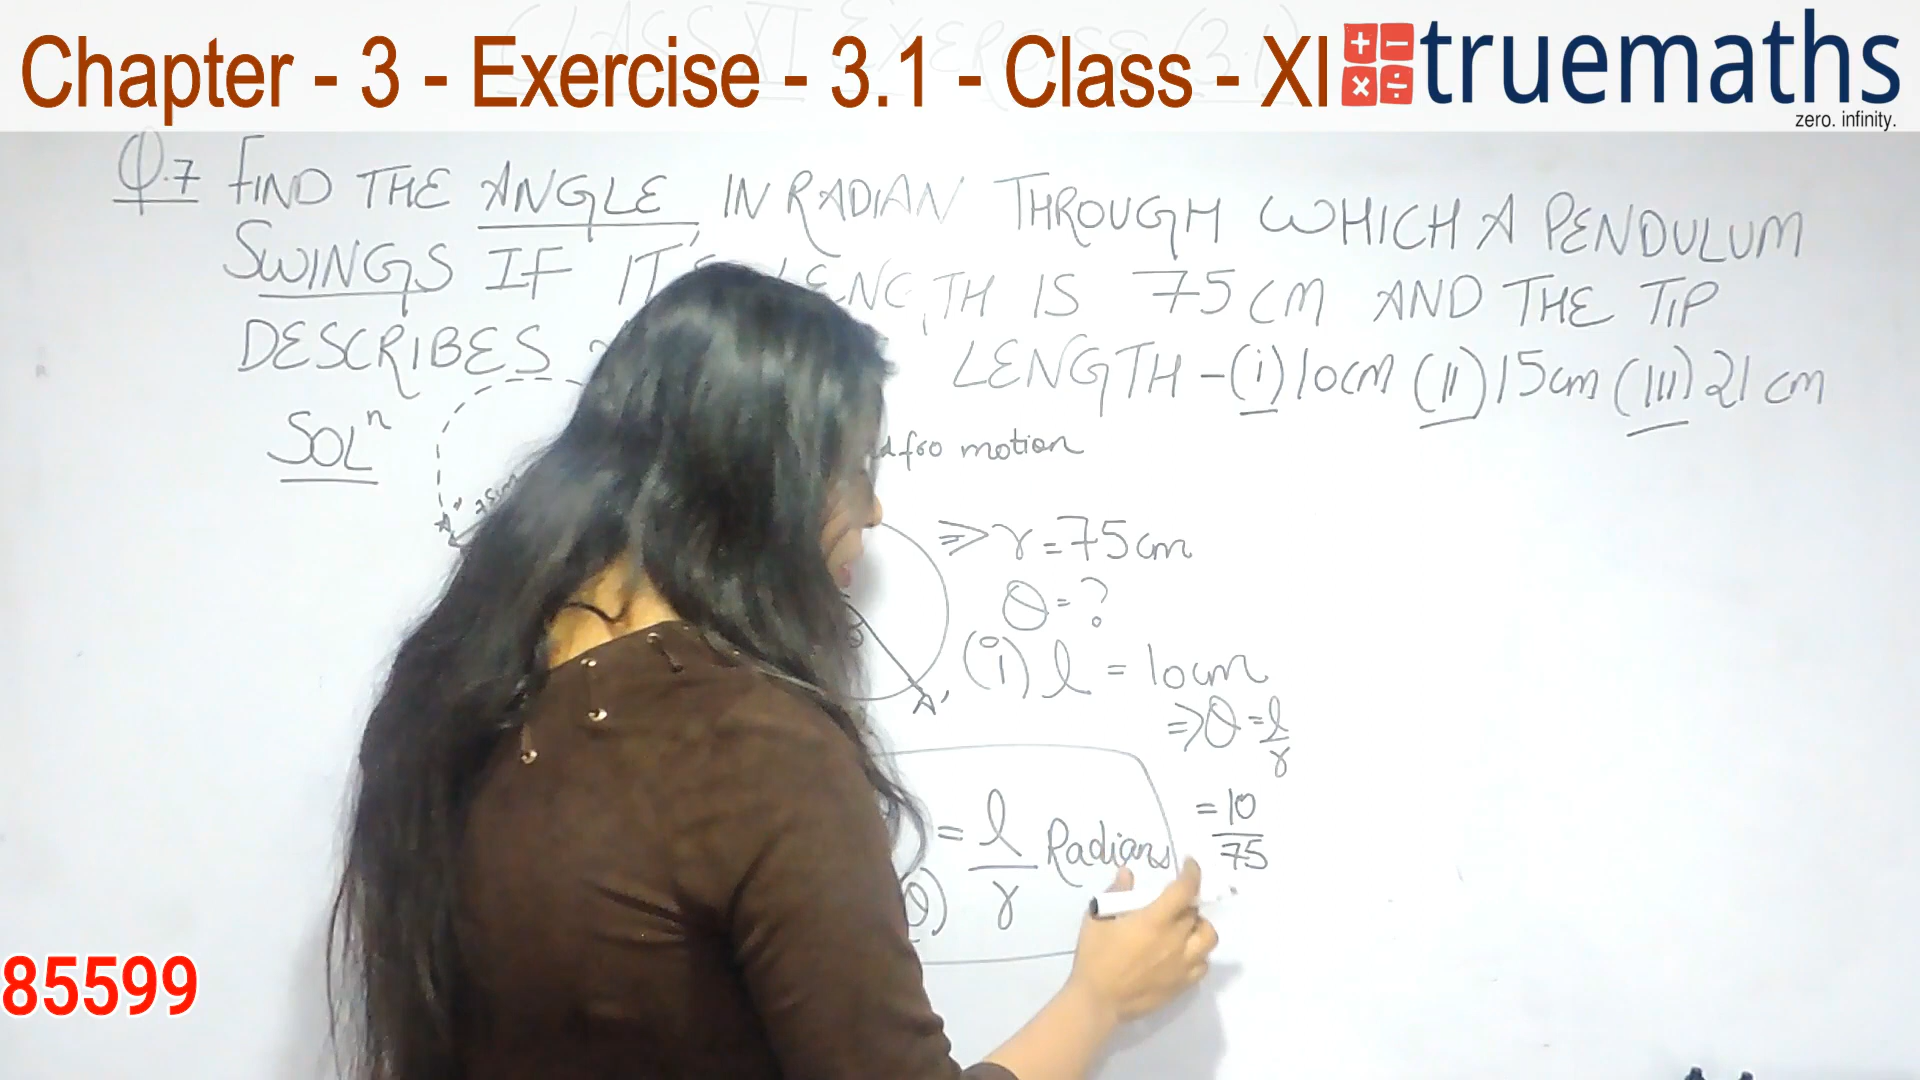 Chapter - 3 - Exercise - 3.1 - Class - XI
truemaths
zero. infinity.
Q.7 FIND THE ANGLE IN RADIAN THROUGH WHICH A PENDULUM
SWINGS IF LENGTH IS 75 CM AND THE TIP
DESCRIBES LENGTH - (i) 10cm (ii) 15cm (iii) 21 cm
SOLⁿ
fro motion
⇒ r = 75cm
θ = ?
(i) l = 10cm
A'
⇒ θ = l/r
= l/r Radians
= 10/75
85599